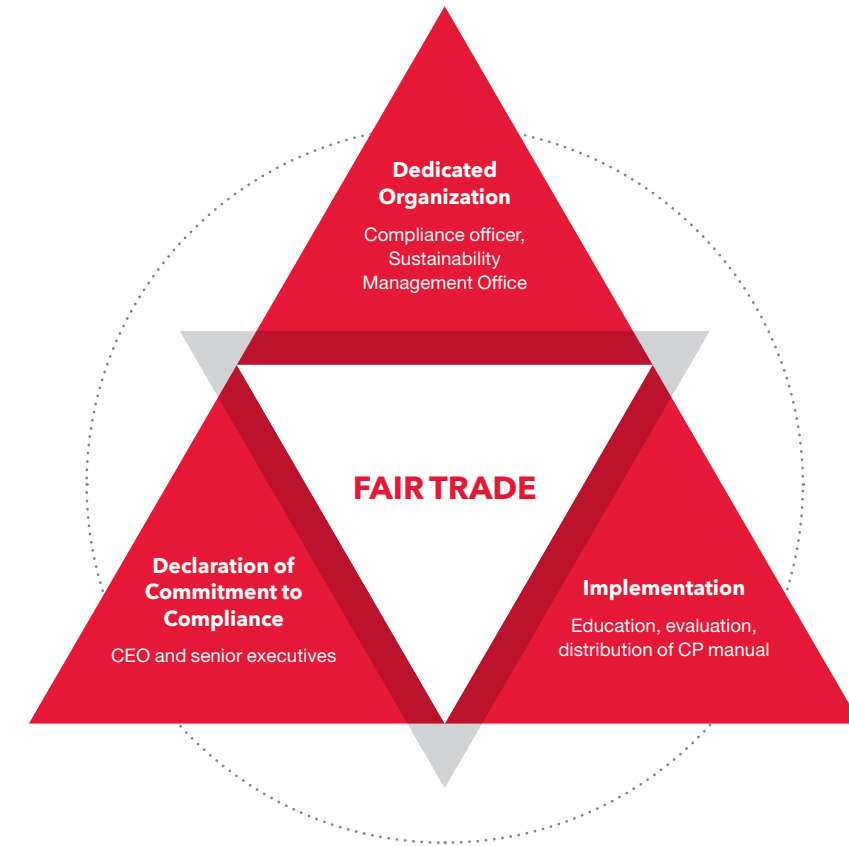 Dedicated
Organization
Compliance officer,
Sustainability
Management Office
FAIR TRADE
Declaration of
Commitment to
Compliance
CEO and senior executives
Implementation
Education, evaluation,
distribution of CP manual